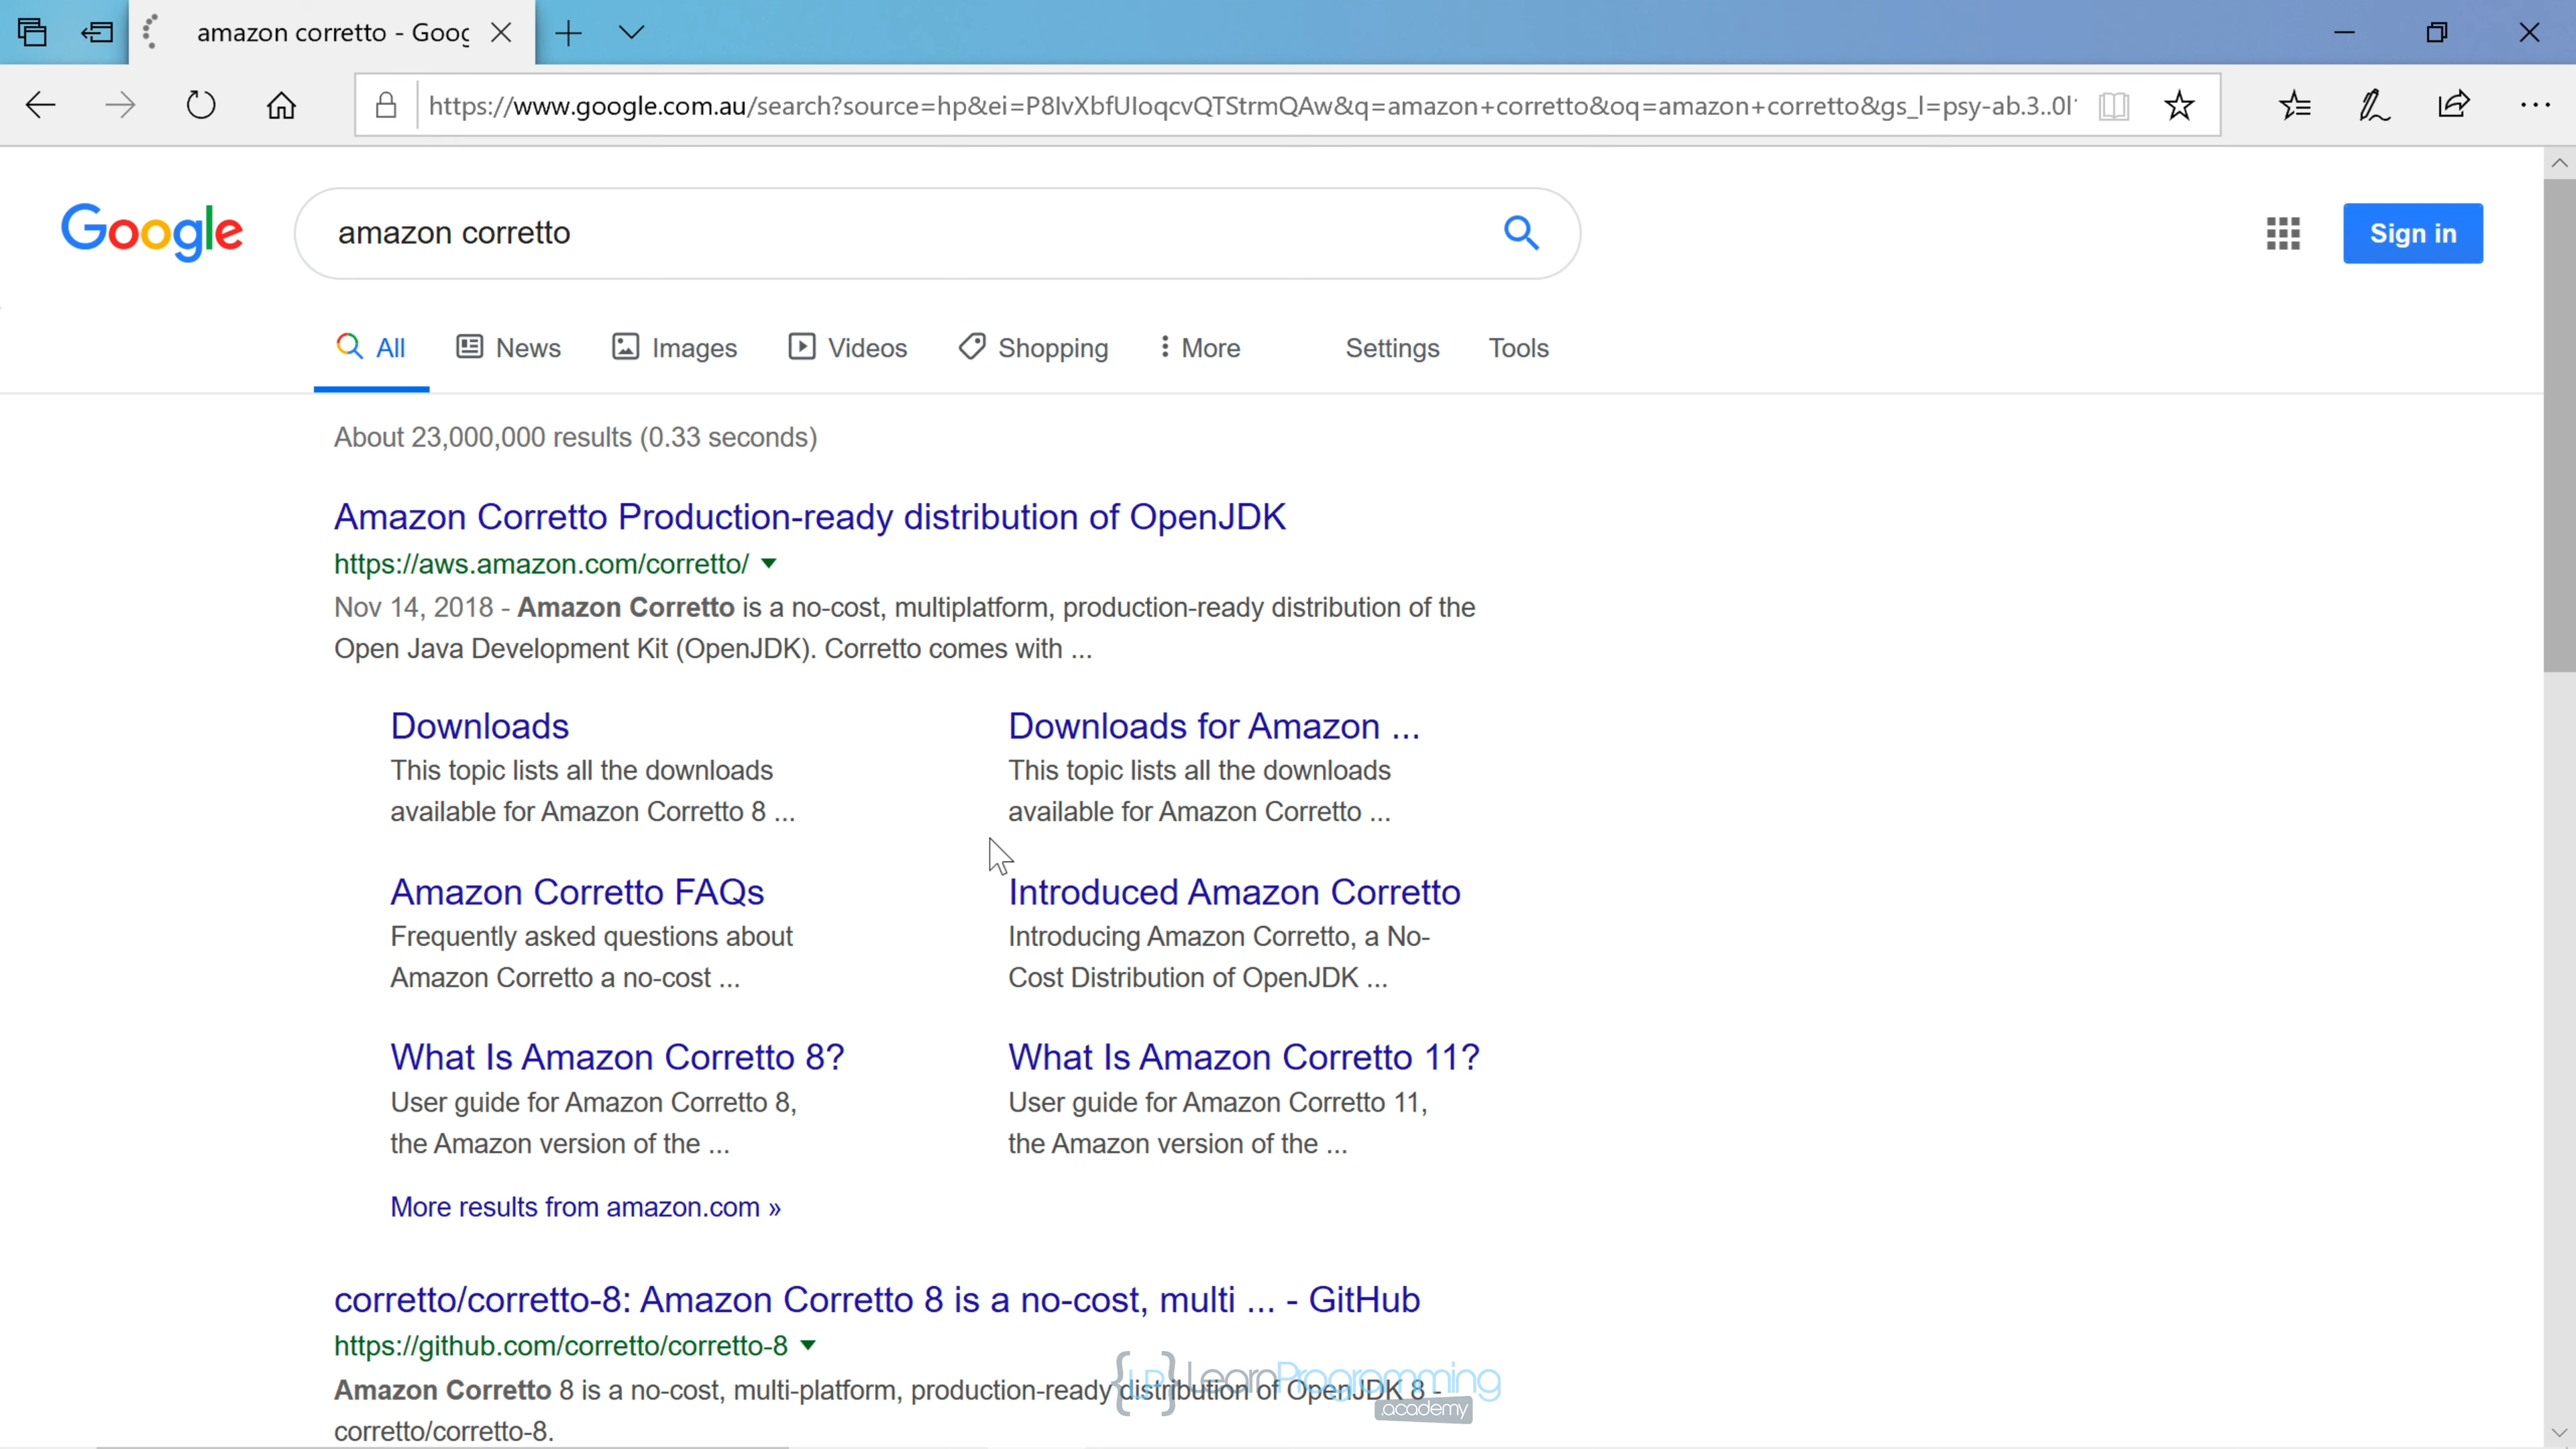 amazon corretto - Goog
https://www.google.com.au/search?source=hp&ei=P8IvXbfUIoqcvQTStrmQAw&q=amazon+corretto&oq=amazon+corretto&gs_l=psy-ab.3..0l
Google
amazon corretto
Sign in
All News Images Videos Shopping More Settings Tools
About 23,000,000 results (0.33 seconds)
Amazon Corretto Production-ready distribution of OpenJDK
https://aws.amazon.com/corretto/
Nov 14, 2018 - Amazon Corretto is a no-cost, multiplatform, production-ready distribution of the
Open Java Development Kit (OpenJDK). Corretto comes with ...
Downloads
This topic lists all the downloads
available for Amazon Corretto 8 ...
Downloads for Amazon ...
This topic lists all the downloads
available for Amazon Corretto ...
Amazon Corretto FAQs
Frequently asked questions about
Amazon Corretto a no-cost ...
Introduced Amazon Corretto
Introducing Amazon Corretto, a No-
Cost Distribution of OpenJDK ...
What Is Amazon Corretto 8?
User guide for Amazon Corretto 8,
the Amazon version of the ...
What Is Amazon Corretto 11?
User guide for Amazon Corretto 11,
the Amazon version of the ...
More results from amazon.com »
corretto/corretto-8: Amazon Corretto 8 is a no-cost, multi ... - GitHub
https://github.com/corretto/corretto-8
Amazon Corretto 8 is a no-cost, multi-platform, production-ready distribution of OpenJDK 8 -
corretto/corretto-8.
{LP} LearnProgramming
.academy